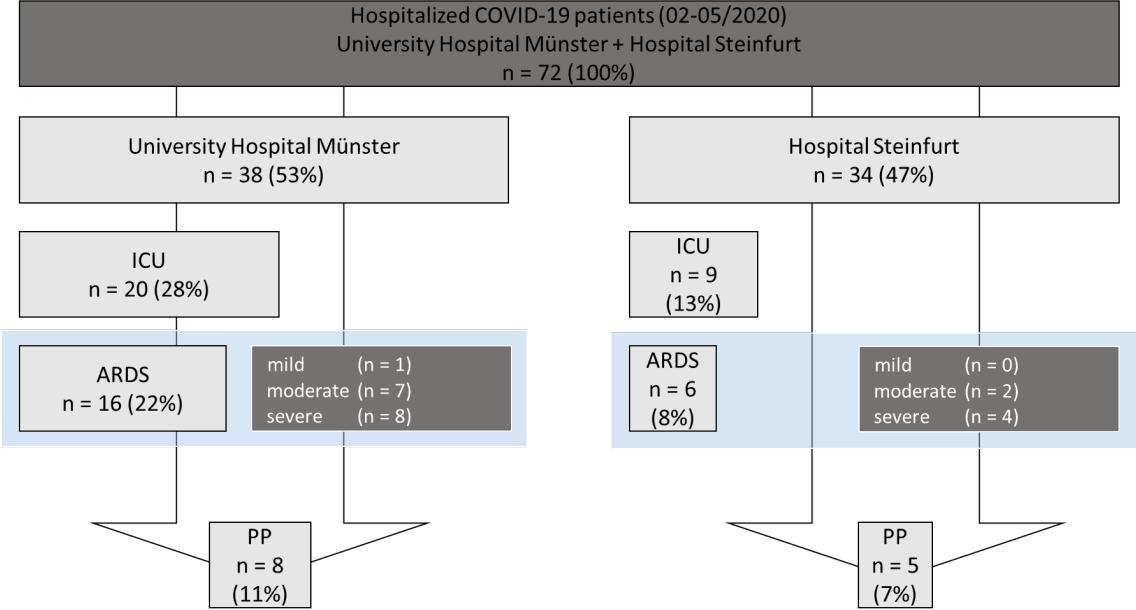 Hospitalized COVID-19 patients (02-05/2020)
University Hospital Münster + Hospital Steinfurt
n = 72 (100%)
University Hospital Münster
n = 38 (53%)
ICU
n = 20 (28%)
ARDS
n = 16 (22%)
mild (n = 1)
moderate (n = 7)
severe (n = 8)
PP
n = 8
(11%)
Hospital Steinfurt
n = 34 (47%)
ICU
n = 9
(13%)
ARDS
n = 6
(8%)
mild (n = 0)
moderate (n = 2)
severe (n = 4)
PP
n = 5
(7%)